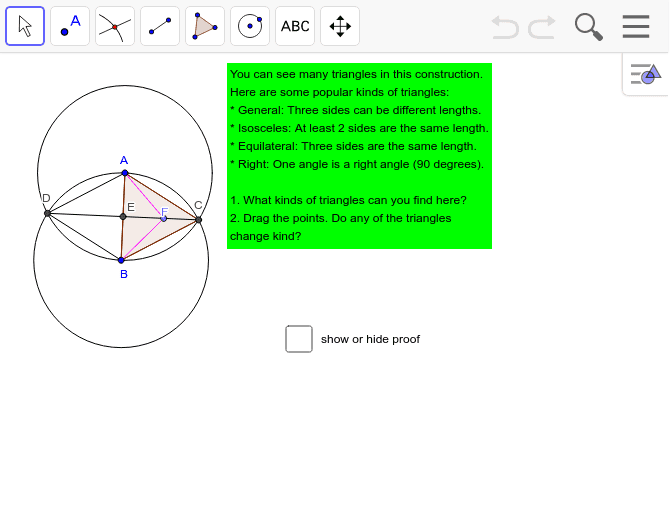 A
ABC
You can see many triangles in this construction.
Here are some popular kinds of triangles:
* General: Three sides can be different lengths.
* Isosceles: At least 2 sides are the same length.
* Equilateral: Three sides are the same length.
* Right: One angle is a right angle (90 degrees).
1. What kinds of triangles can you find here?
2. Drag the points. Do any of the triangles
change kind?
A
D
E
F
C
B
show or hide proof